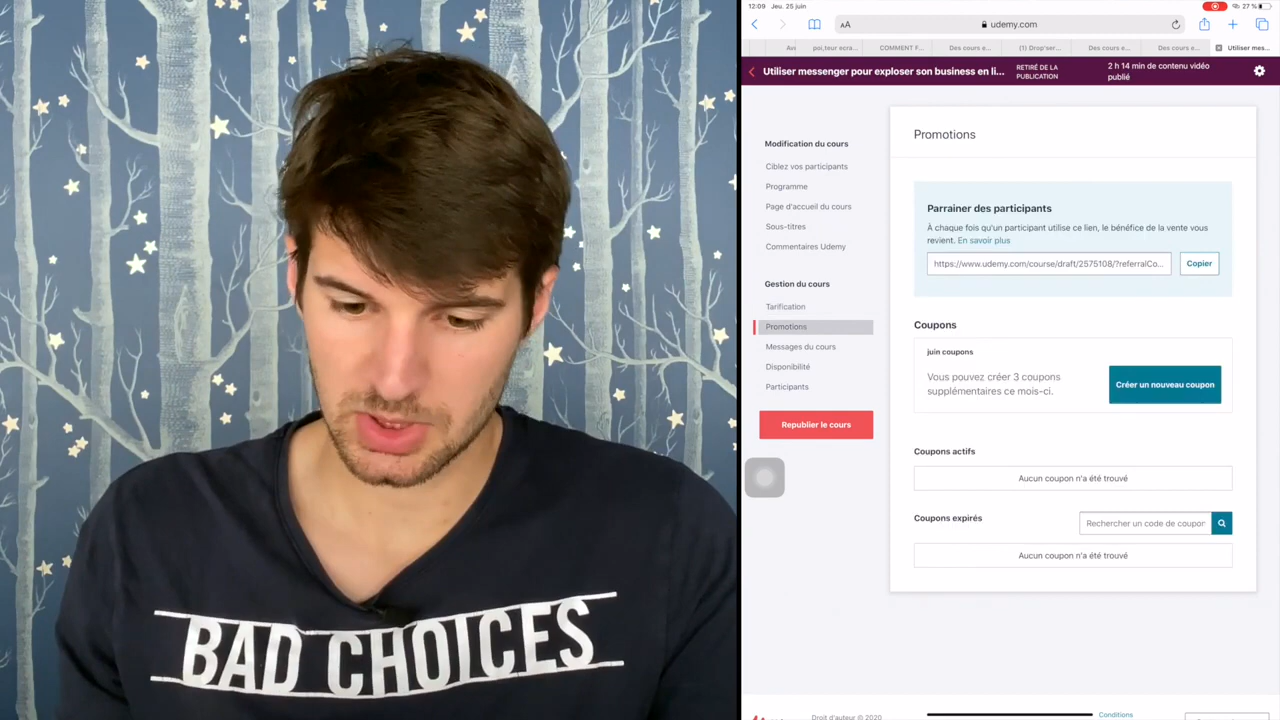 12:09 Jeu. 25 juin
27 %
AA
udemy.com
poi,teur ecra...
COMMENT F...
Des cours e...
(1) Drop'ser...
Des cours e...
Des cours e...
Utiliser mes...
Utiliser messenger pour exploser son business en li...
RETIRÉ DE LA
PUBLICATION
2 h 14 min de contenu vidéo
publié
Modification du cours
Ciblez vos participants
Programme
Page d'accueil du cours
Sous-titres
Commentaires Udemy
Gestion du cours
Tarification
Promotions
Messages du cours
Disponibilité
Participants
Republier le cours
Promotions
Parrainer des participants
À chaque fois qu'un participant utilise ce lien, le bénéfice de la vente vous
revient. En savoir plus
https://www.udemy.com/course/draft/2575108/?referralCo...
Copier
Coupons
juin coupons
Vous pouvez créer 3 coupons
supplémentaires ce mois-ci.
Créer un nouveau coupon
Coupons actifs
Aucun coupon n'a été trouvé
Coupons expirés
Rechercher un code de coupon
Aucun coupon n'a été trouvé
Droit d'auteur © 2020
Conditions
BAD CHOICES